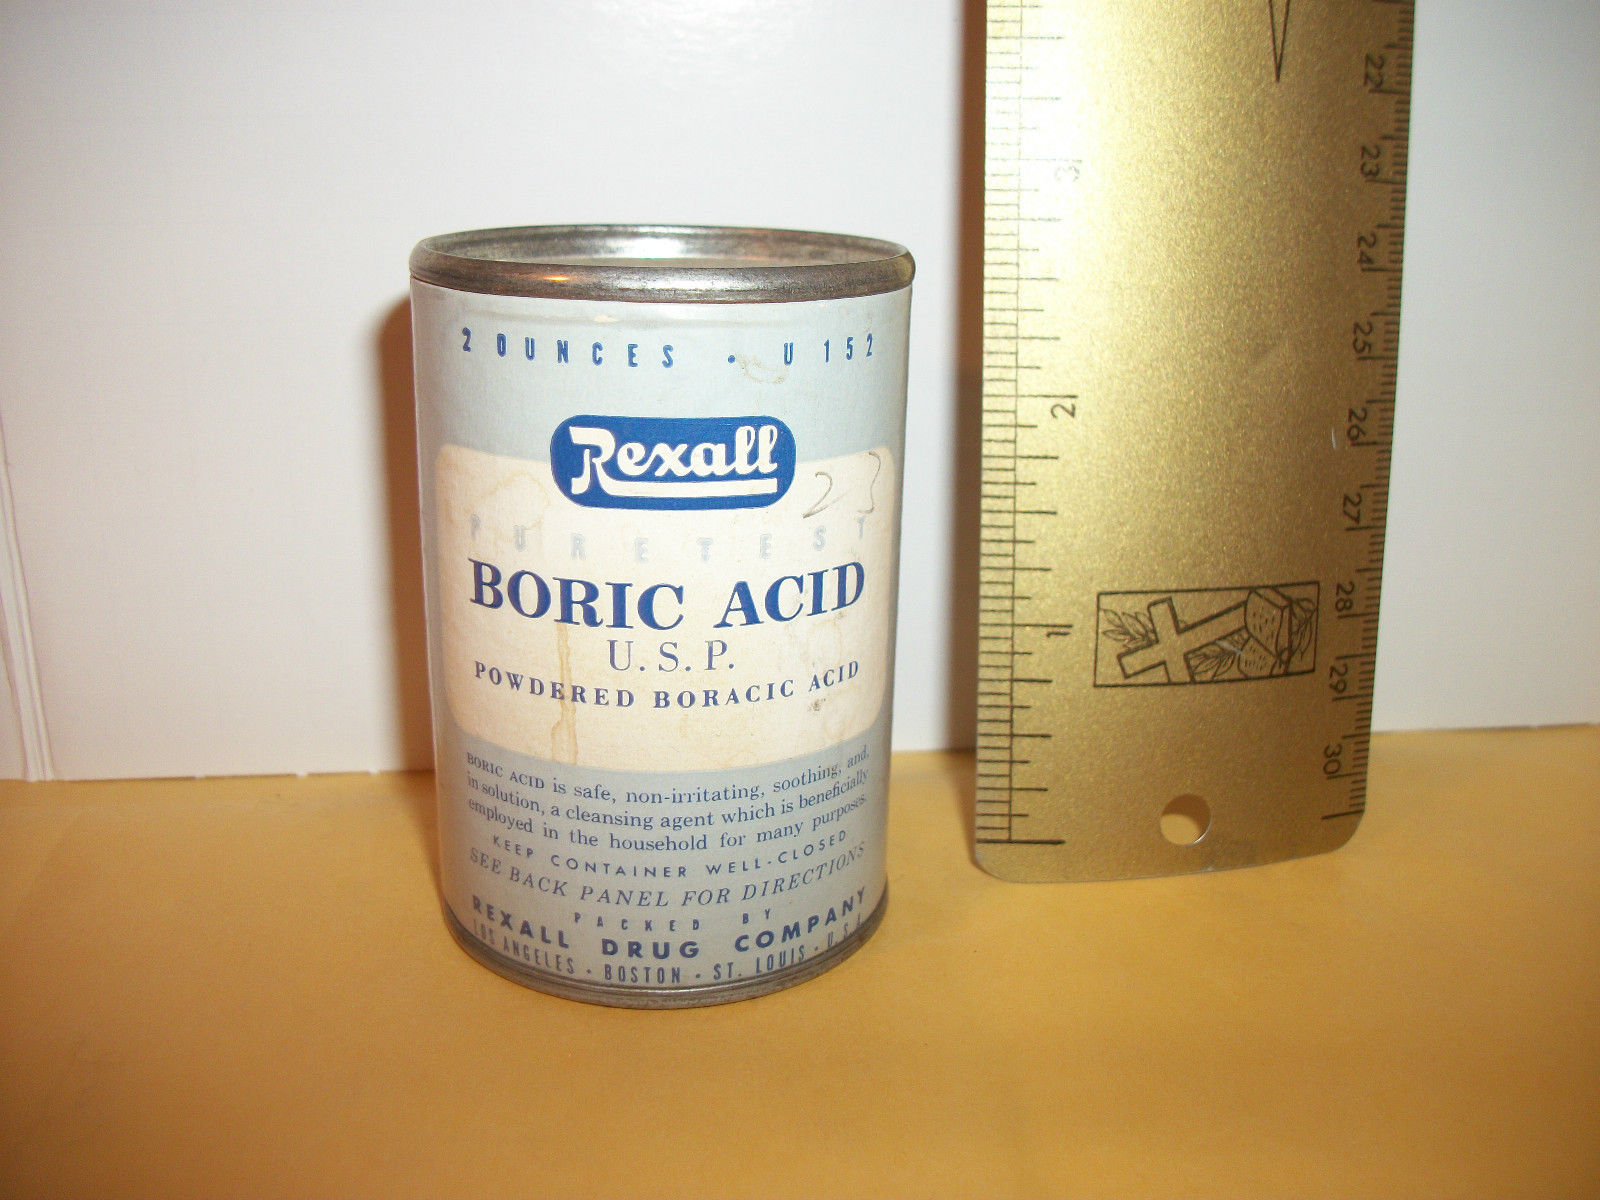 2 OUNCES · U 152
Rexall
23
PURETEST
BORIC ACID
U.S.P.
POWDERED BORACIC ACID
BORIC ACID is safe, non-irritating, soothing, and,
in solution, a cleansing agent which is beneficially
employed in the household for many purposes.
KEEP CONTAINER WELL-CLOSED
SEE BACK PANEL FOR DIRECTIONS
PACKED BY
REXALL DRUG COMPANY
LOS ANGELES · BOSTON · ST. LOUIS · U.S.A.
3
2
1
22
23
24
25
26
27
28
29
30